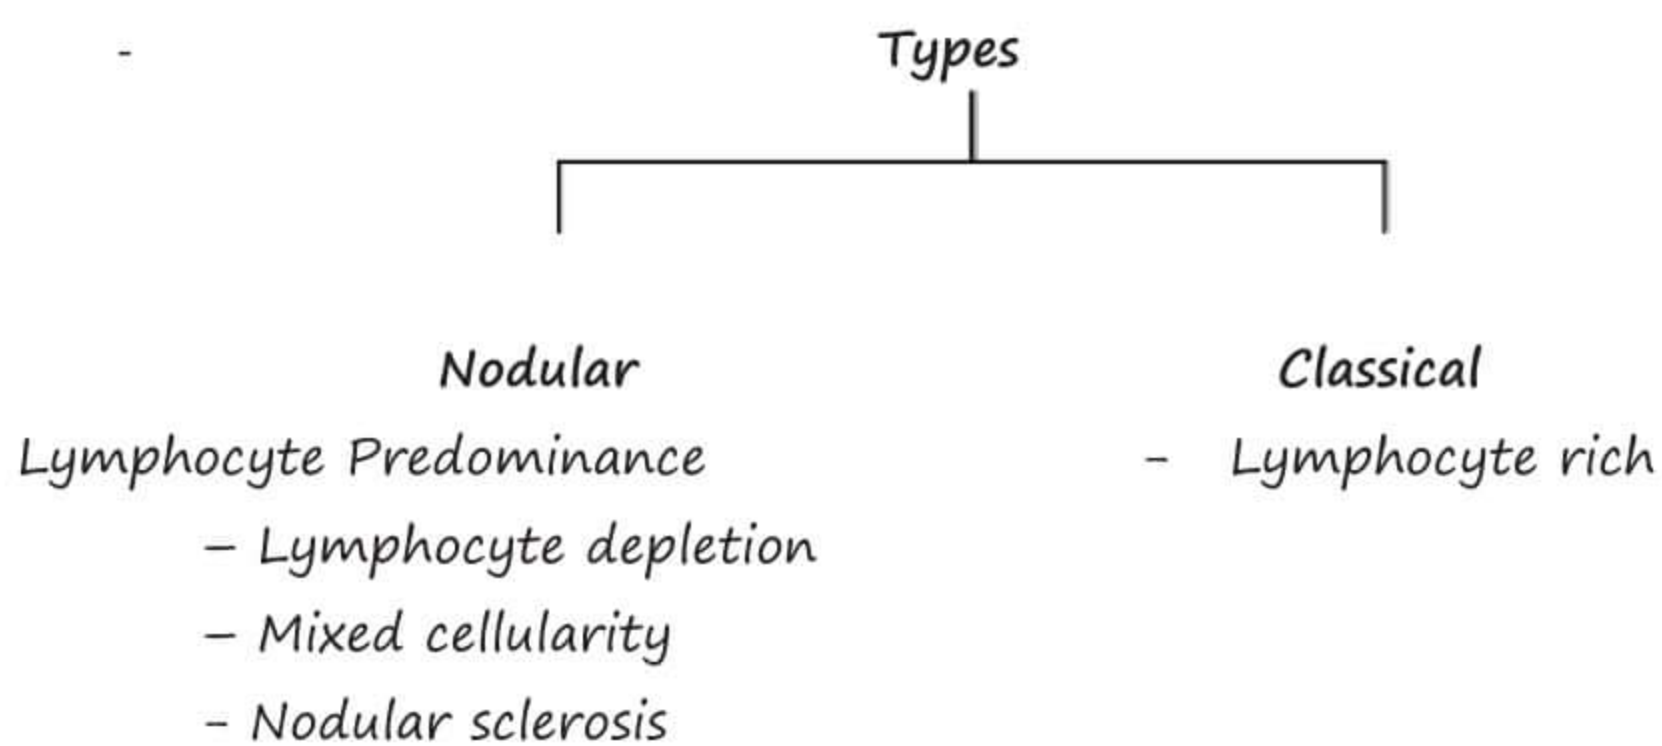 - Types
Nodular Classical
Lymphocyte Predominance - Lymphocyte rich
– Lymphocyte depletion
– Mixed cellularity
- Nodular sclerosis